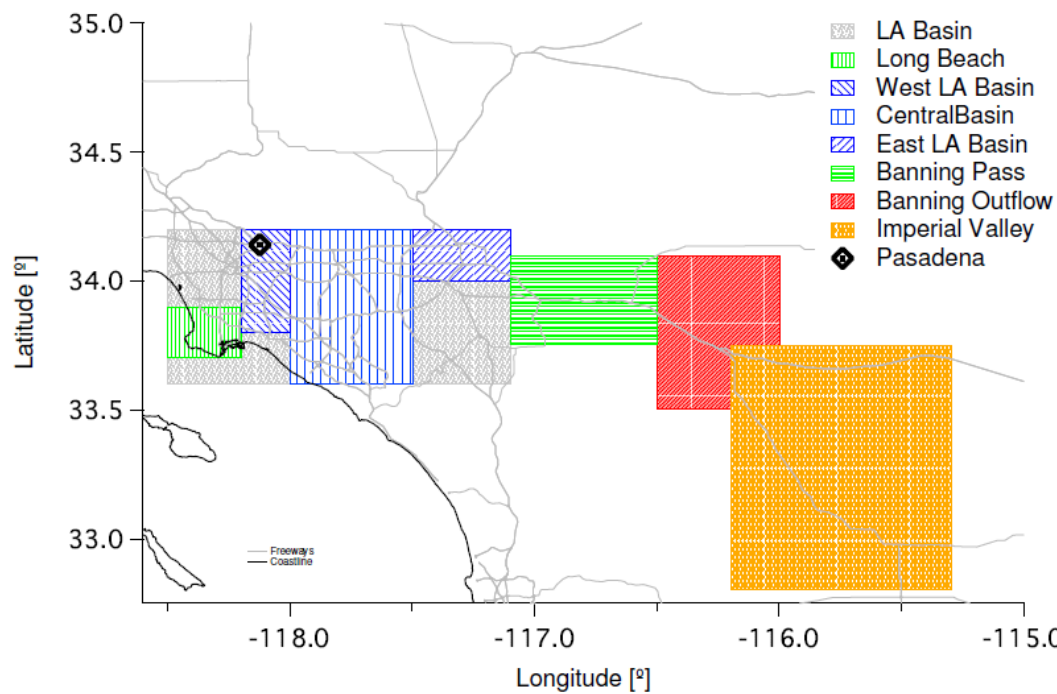 35.0
34.5
34.0
33.5
33.0
Latitude [º]
-118.0
-117.0
-116.0
-115.0
Longitude [º]
LA Basin
Long Beach
West LA Basin
CentralBasin
East LA Basin
Banning Pass
Banning Outflow
Imperial Valley
Pasadena
Freeways
Coastline